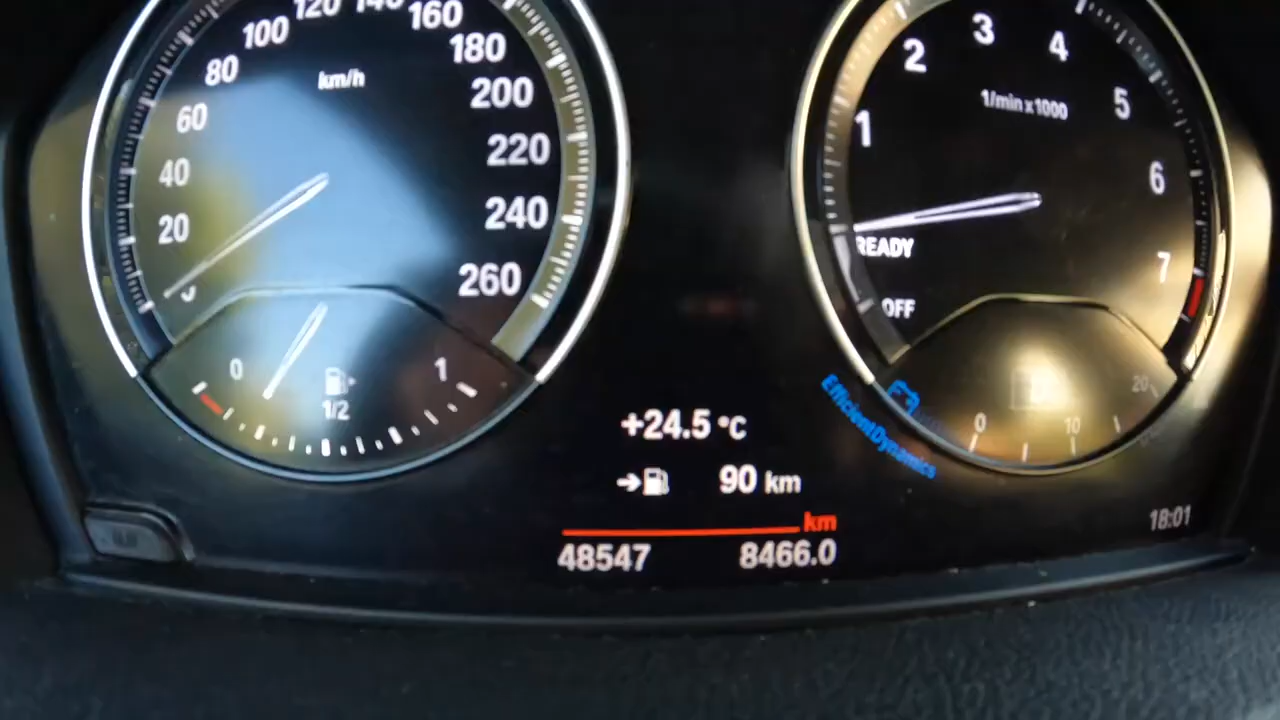 120 140 160
100 180
80 km/h 200
60 220
40 240
20 260
0
0 1
1/2
1 2 3 4 5 6 7
1/min x 1000
READY
OFF
EfficientDynamics
0 10 20
+24.5 °C
90 km
km
48547 8466.0
18:01